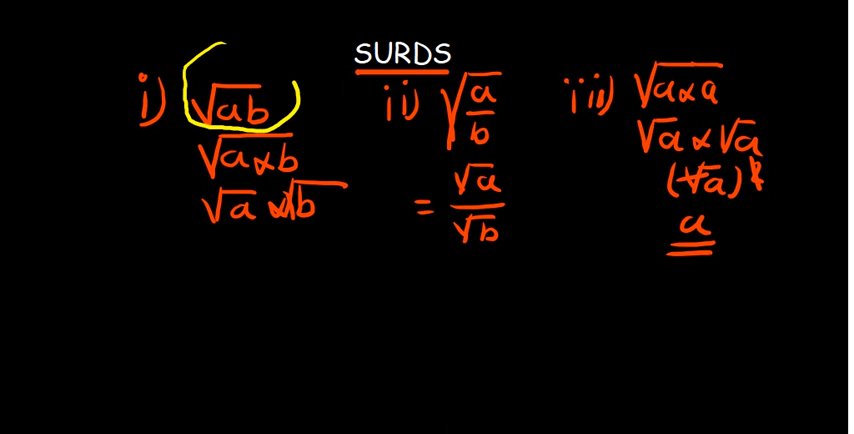 SURDS
i) √ab
√a×b
√a × √b
ii) √a/b
= √a/√b
iii) √a×a
√a × √a
(√a)²
a